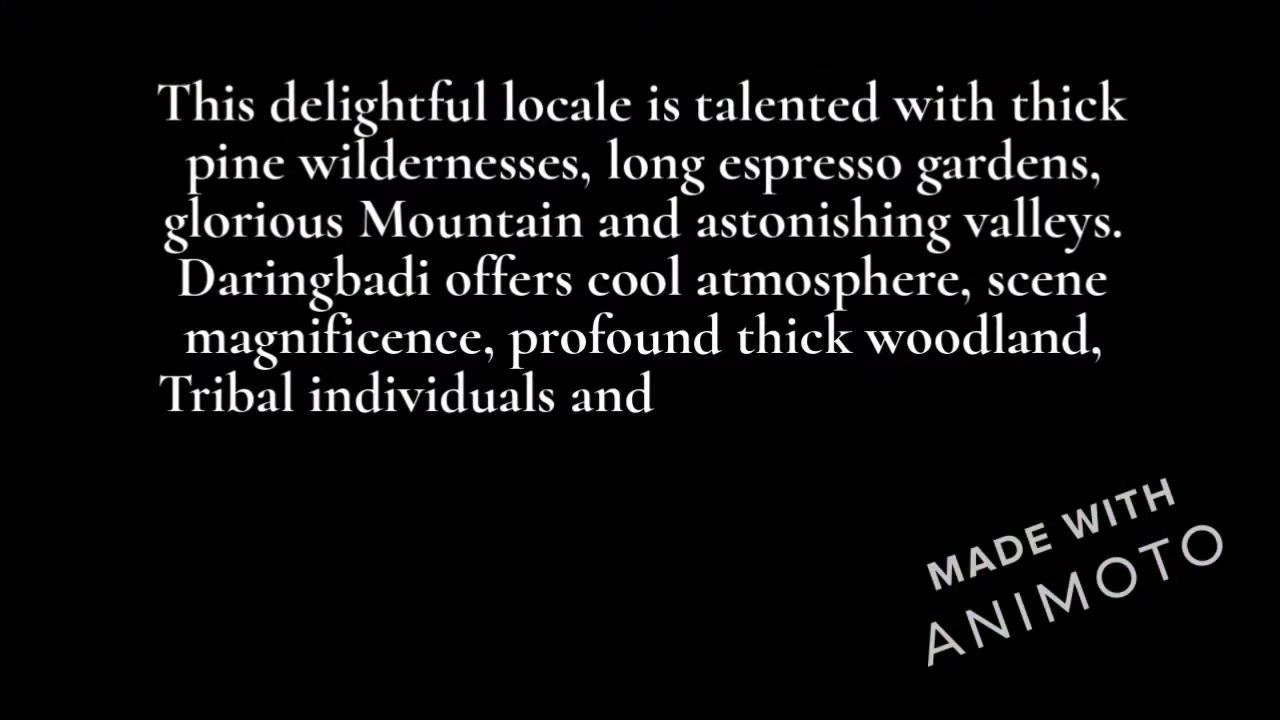 This delightful locale is talented with thick
pine wildernesses, long espresso gardens,
glorious Mountain and astonishing valleys.
Daringbadi offers cool atmosphere, scene
magnificence, profound thick woodland,
Tribal individuals and
MADE WITH
ANIMOTO